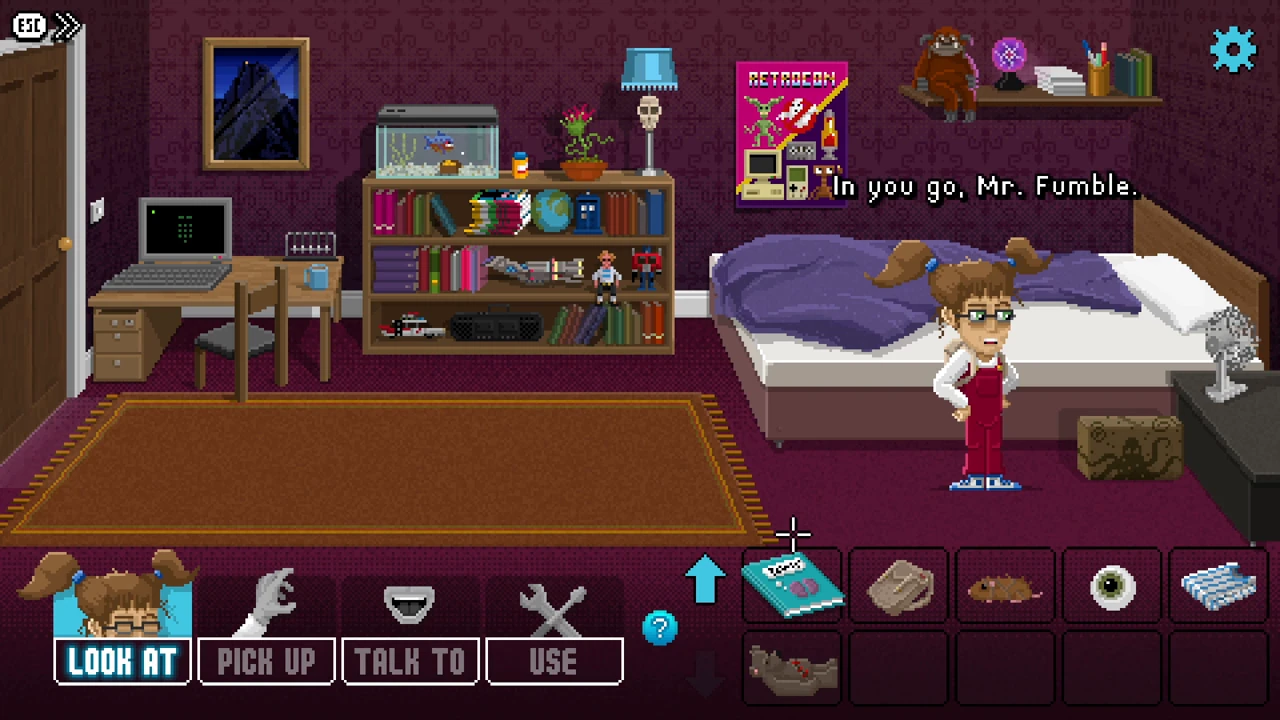 ESC
RETROCON
In you go, Mr. Fumble.
?
LOOK AT
PICK UP
TALK TO
USE